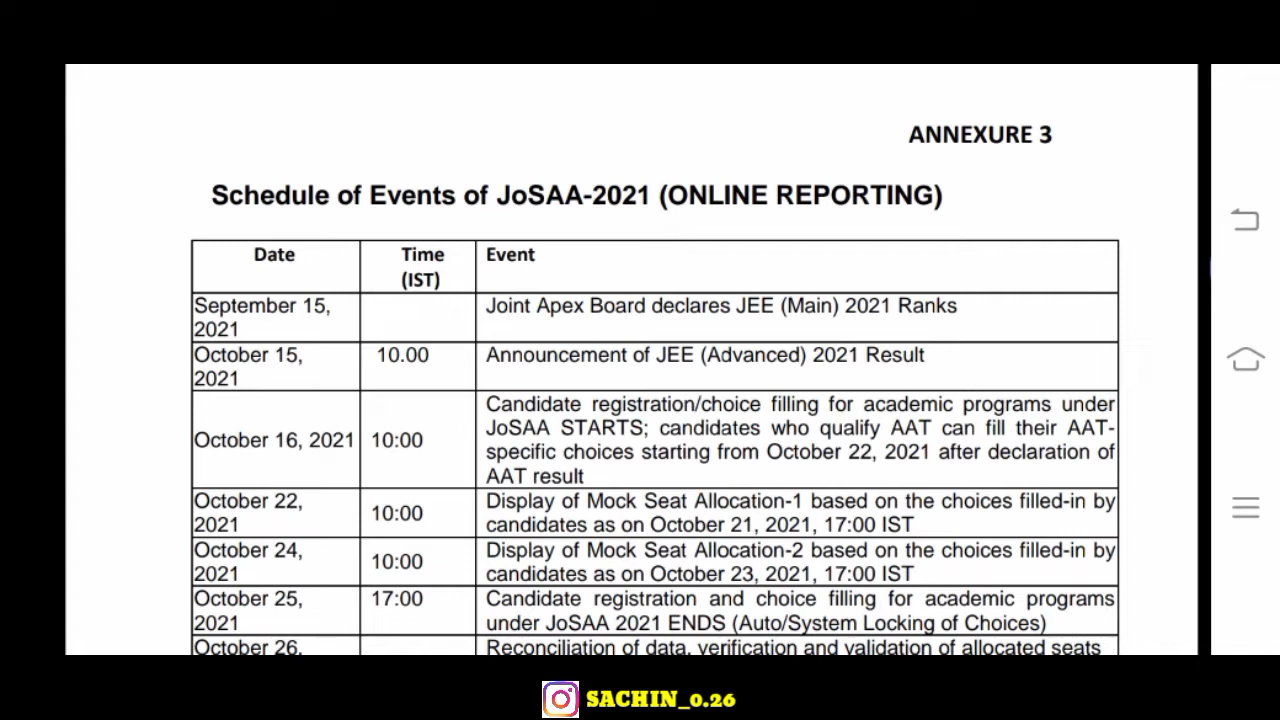 ANNEXURE 3
Schedule of Events of JoSAA-2021 (ONLINE REPORTING)
Date Time Event
(IST)
September 15, Joint Apex Board declares JEE (Main) 2021 Ranks
2021
October 15, 10.00 Announcement of JEE (Advanced) 2021 Result
2021
Candidate registration/choice filling for academic programs under
JoSAA STARTS; candidates who qualify AAT can fill their AAT-
October 16, 2021 10:00
specific choices starting from October 22, 2021 after declaration of
AAT result
October 22, Display of Mock Seat Allocation-1 based on the choices filled-in by
10:00
2021 candidates as on October 21, 2021, 17:00 IST
October 24, Display of Mock Seat Allocation-2 based on the choices filled-in by
10:00
2021 candidates as on October 23, 2021, 17:00 IST
October 25, 17:00 Candidate registration and choice filling for academic programs
2021 under JoSAA 2021 ENDS (Auto/System Locking of Choices)
October 26, Reconciliation of data, verification and validation of allocated seats
SACHIN_0.26